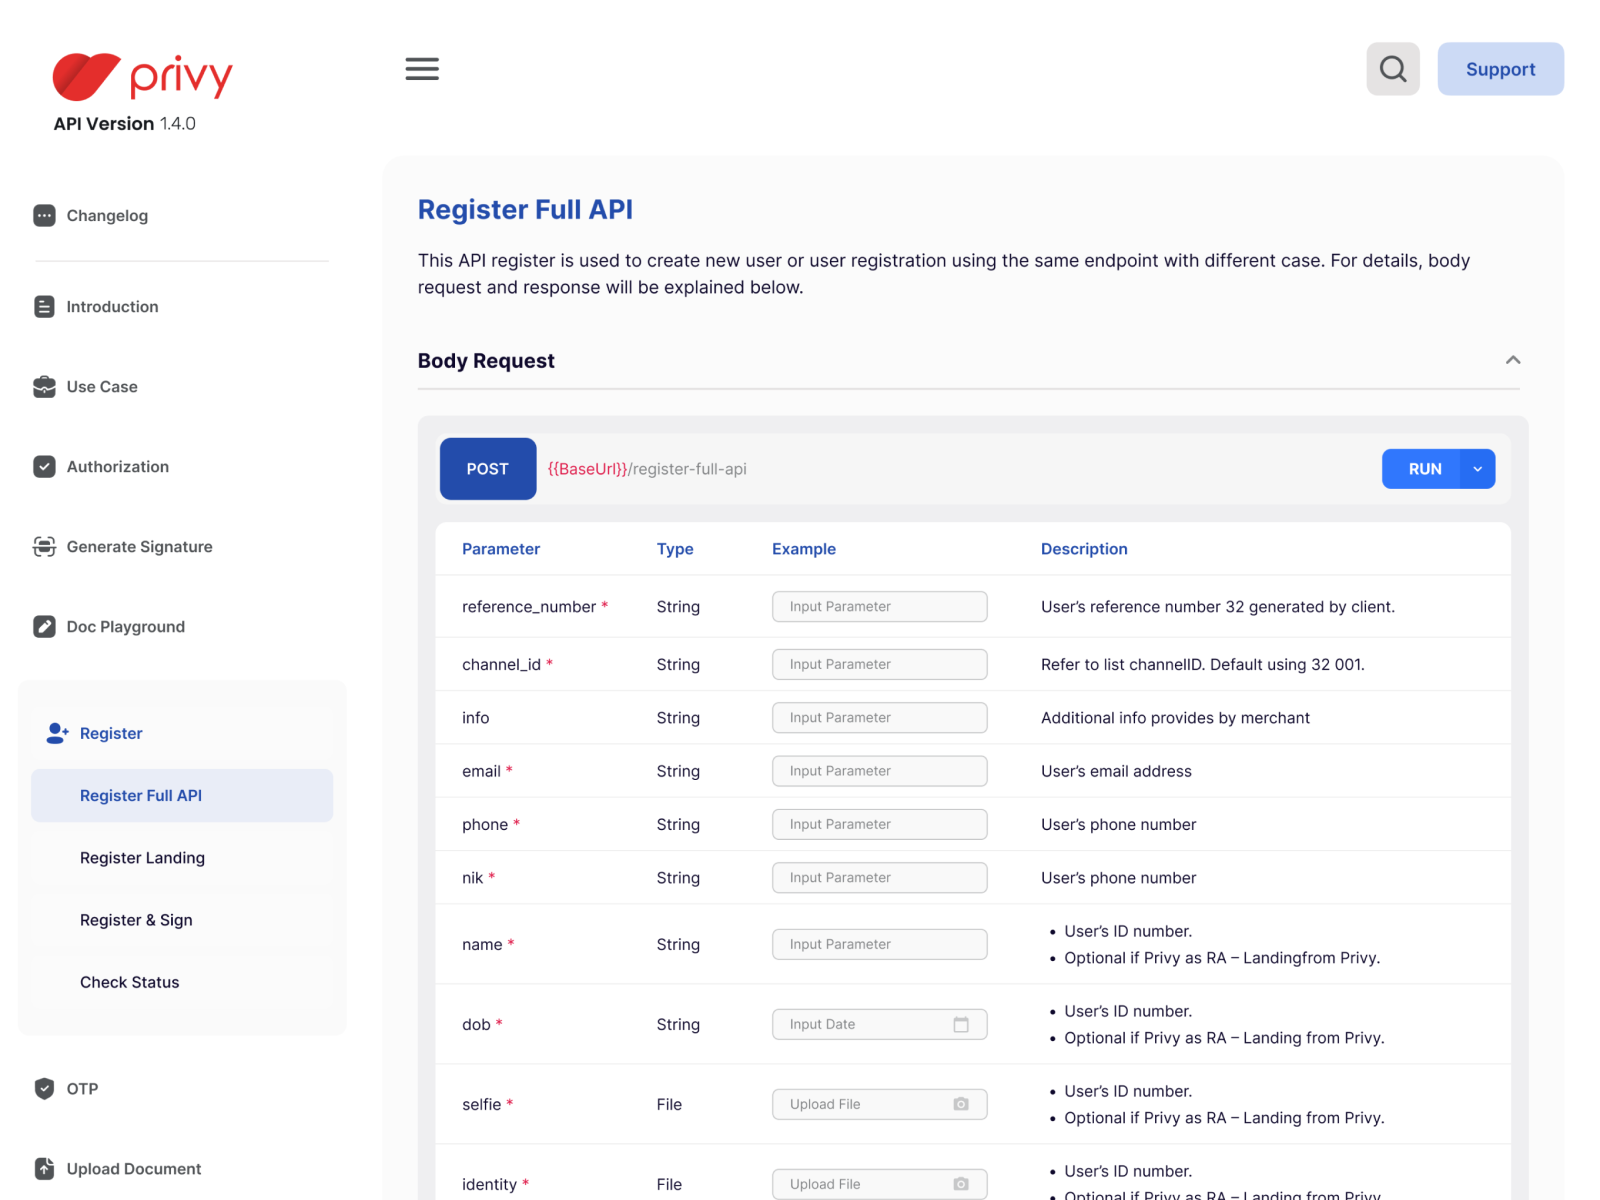 privy
API Version 1.4.0
Support
Changelog
Introduction
Use Case
Authorization
Generate Signature
Doc Playground
Register
Register Full API
Register Landing
Register & Sign
Check Status
OTP
Upload Document
Register Full API
This API register is used to create new user or user registration using the same endpoint with different case. For details, body
request and response will be explained below.
Body Request
POST {{BaseUrl}}/register-full-api RUN
Parameter Type Example Description
reference_number * String Input Parameter User’s reference number 32 generated by client.
channel_id * String Input Parameter Refer to list channelID. Default using 32 001.
info String Input Parameter Additional info provides by merchant
email * String Input Parameter User’s email address
phone * String Input Parameter User’s phone number
nik * String Input Parameter User’s phone number
name * String Input Parameter
• User’s ID number.
• Optional if Privy as RA – Landingfrom Privy.
dob * String Input Date
• User’s ID number.
• Optional if Privy as RA – Landing from Privy.
selfie * File Upload File
• User’s ID number.
• Optional if Privy as RA – Landing from Privy.
identity * File Upload File
• User’s ID number.
• Optional if Privy as RA – Landing from Privy.